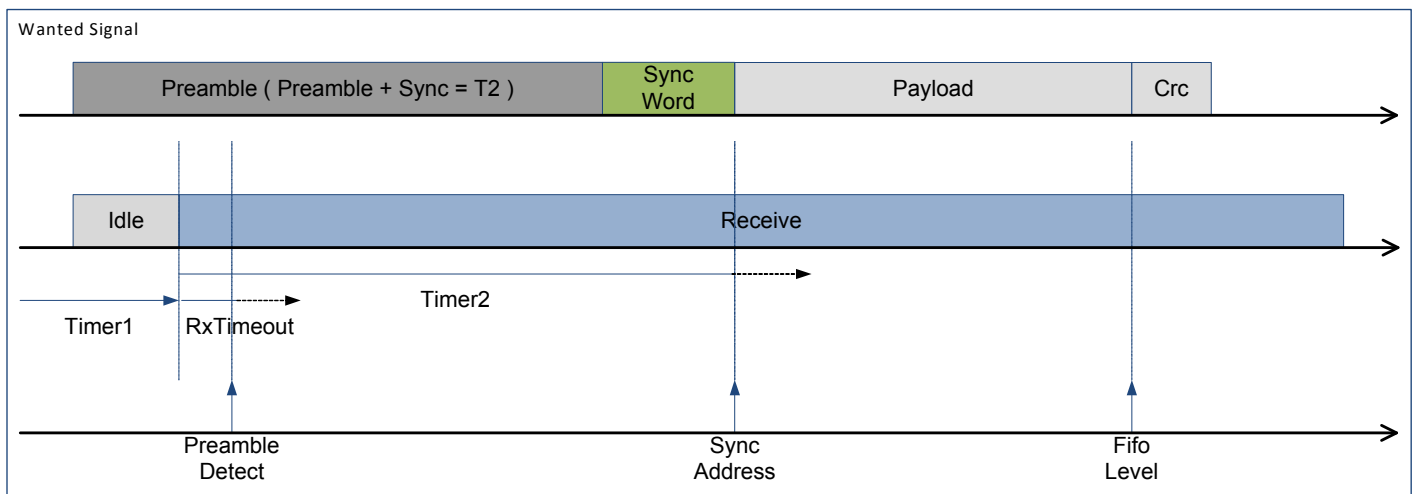 Wanted Signal
Preamble ( Preamble + Sync = T2 )
Sync
Word
Payload
Crc
Idle
Receive
Timer2
Timer1
RxTimeout
Preamble
Detect
Sync
Address
Fifo
Level